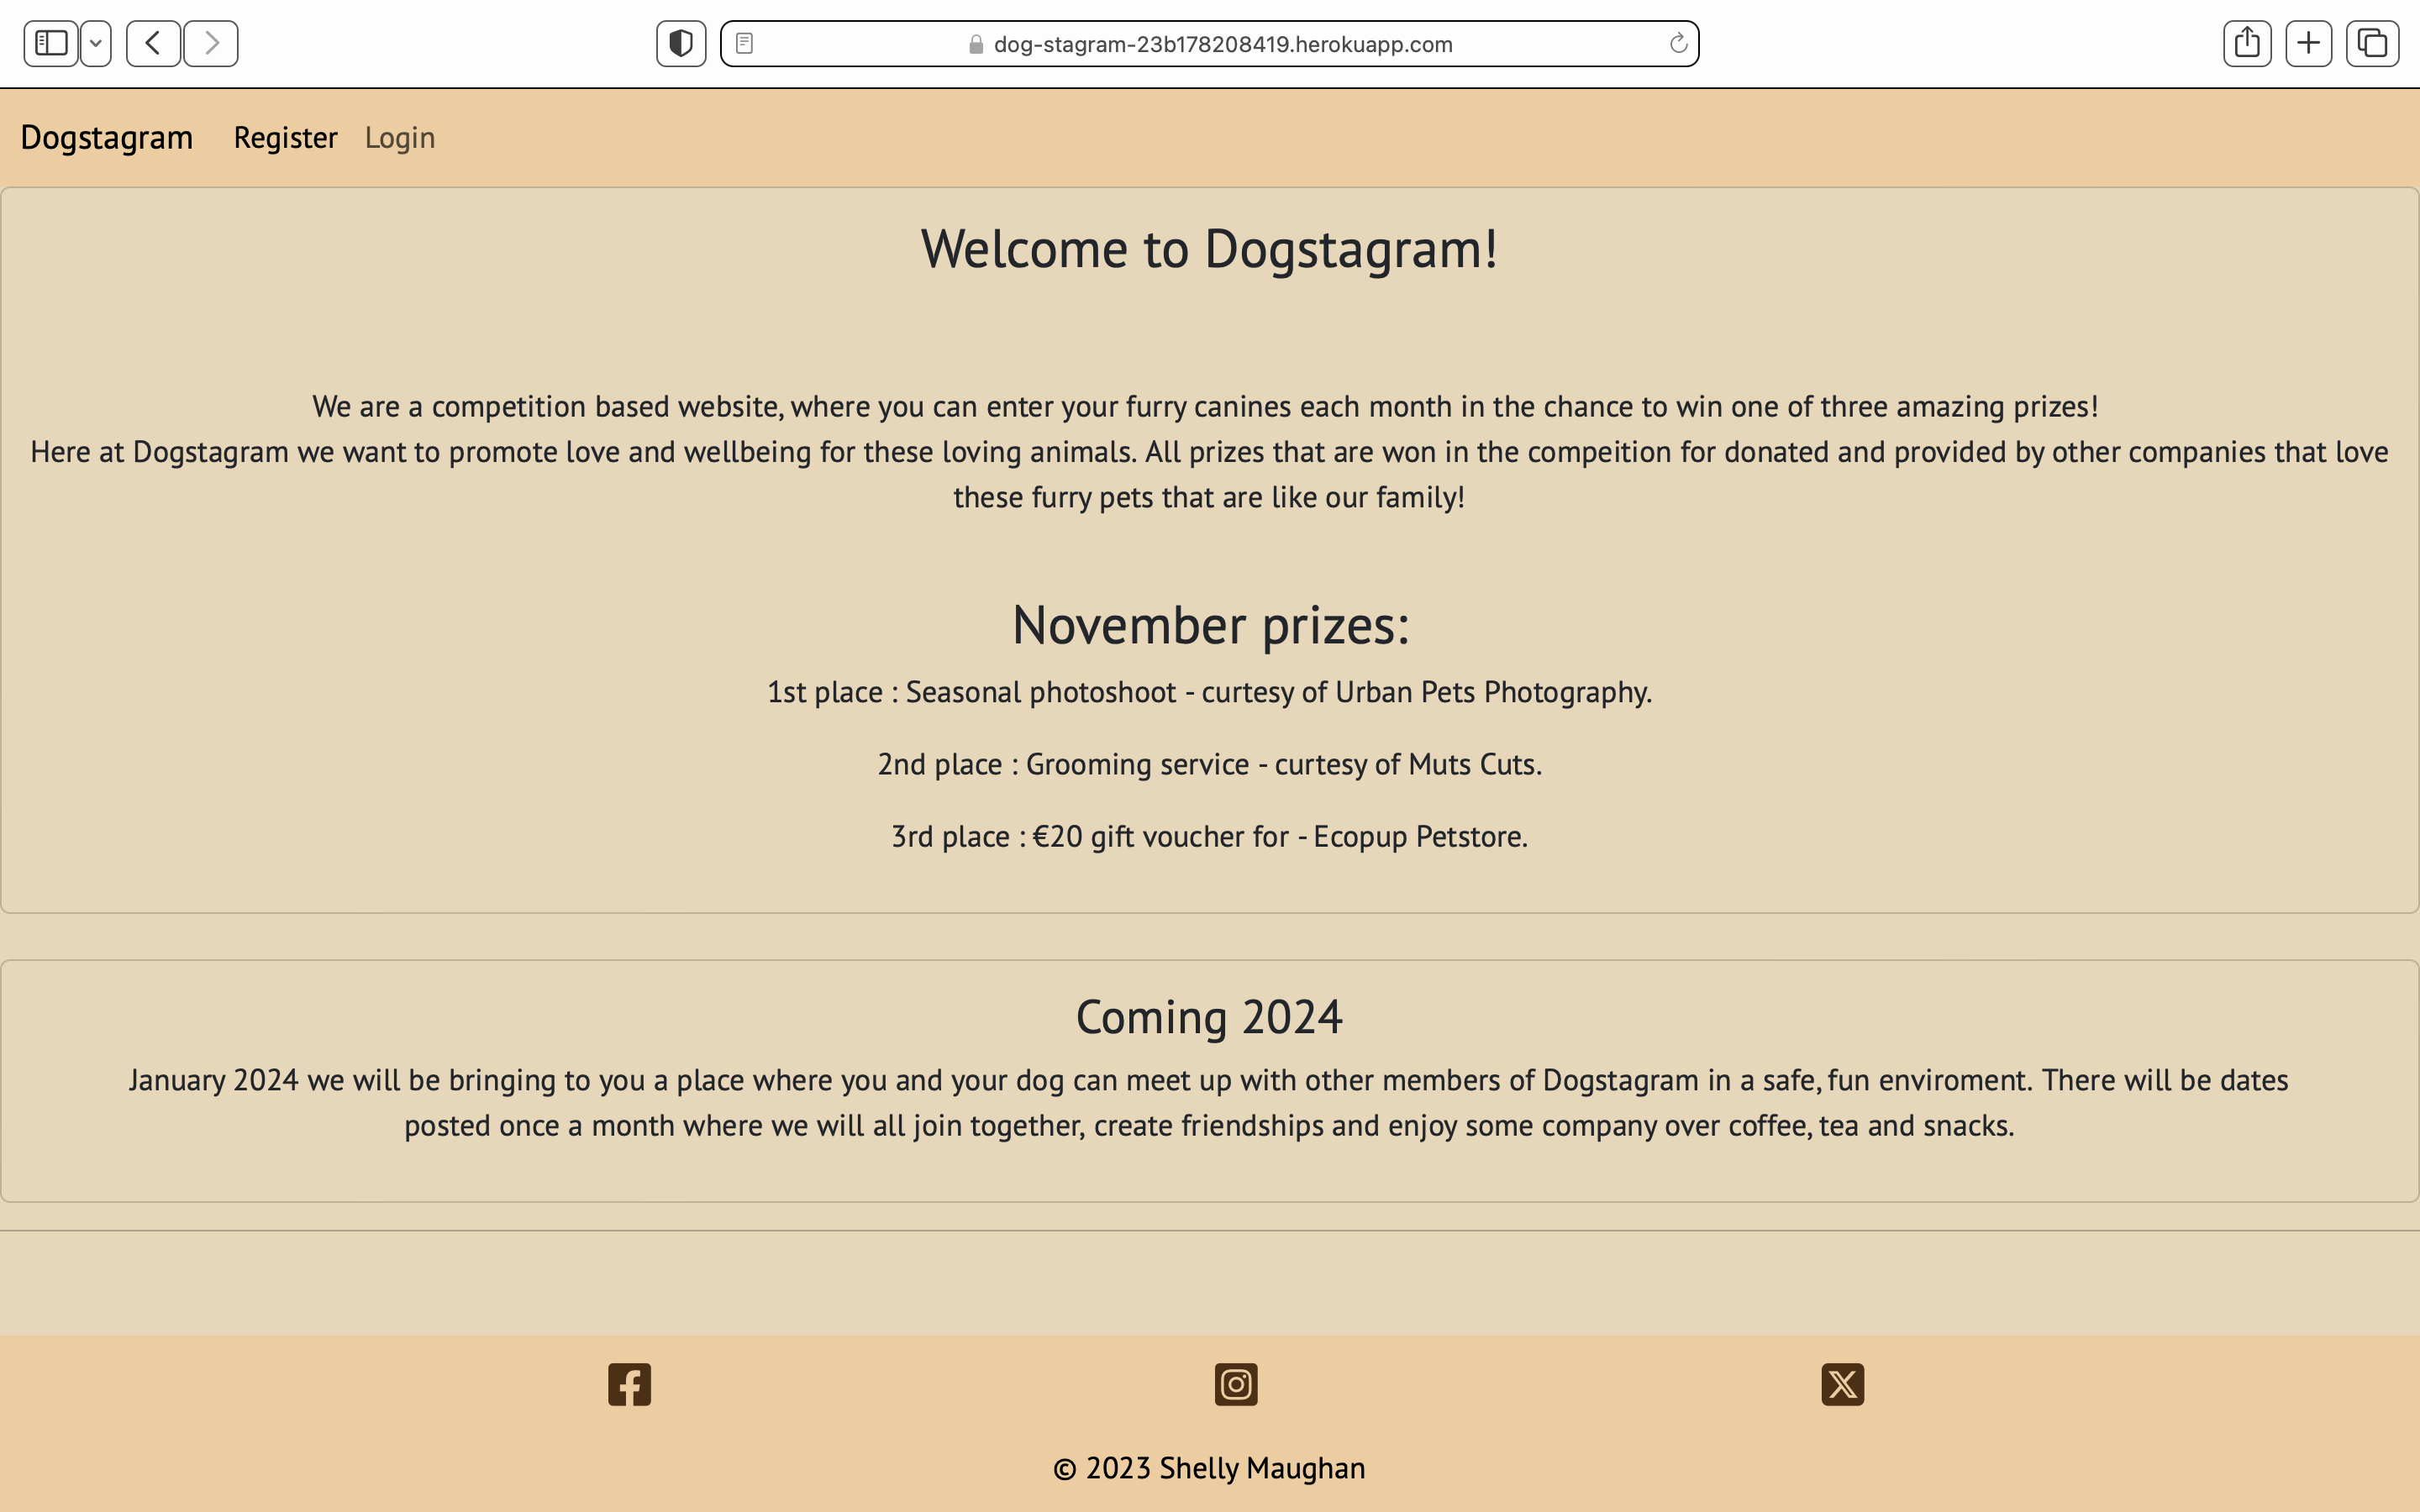 dog-stagram-23b178208419.herokuapp.com
Dogstagram Register Login
Welcome to Dogstagram!
We are a competition based website, where you can enter your furry canines each month in the chance to win one of three amazing prizes!
Here at Dogstagram we want to promote love and wellbeing for these loving animals. All prizes that are won in the compeition for donated and provided by other companies that love
these furry pets that are like our family!
November prizes:
1st place : Seasonal photoshoot - curtesy of Urban Pets Photography.
2nd place : Grooming service - curtesy of Muts Cuts.
3rd place : €20 gift voucher for - Ecopup Petstore.
Coming 2024
January 2024 we will be bringing to you a place where you and your dog can meet up with other members of Dogstagram in a safe, fun enviroment. There will be dates
posted once a month where we will all join together, create friendships and enjoy some company over coffee, tea and snacks.
© 2023 Shelly Maughan